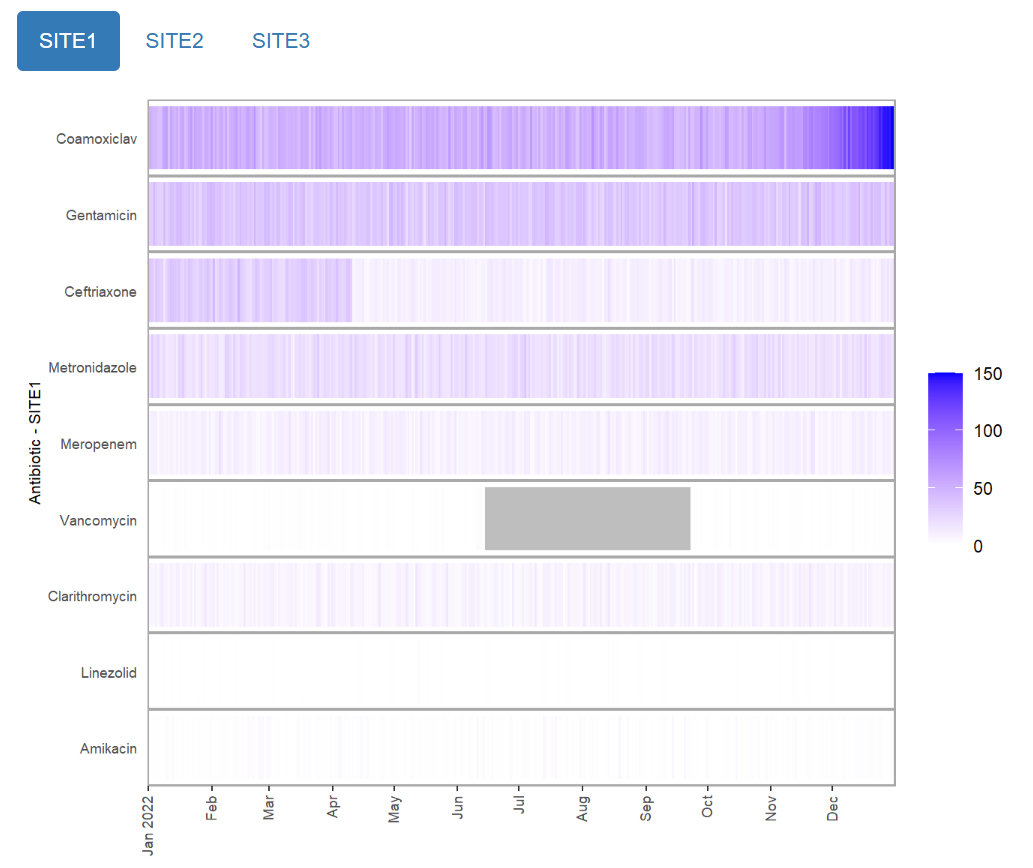 SITE1 SITE2 SITE3
Coamoxiclav
Gentamicin
Ceftriaxone
Metronidazole
Meropenem
Vancomycin
Clarithromycin
Linezolid
Amikacin
Antibiotic - SITE1
150
100
50
0
Jan 2022 Feb Mar Apr May Jun Jul Aug Sep Oct Nov Dec